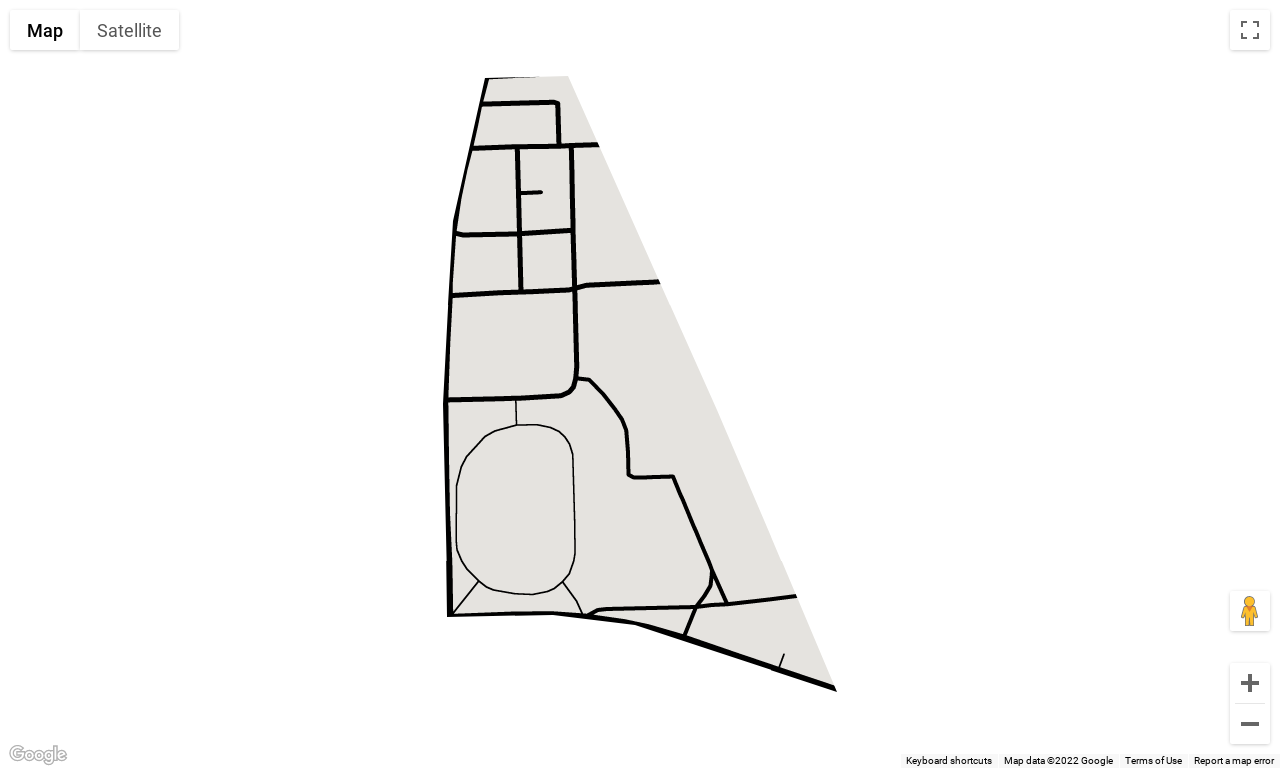 Map Satellite
Google
Keyboard shortcuts Map data ©2022 Google Terms of Use Report a map error